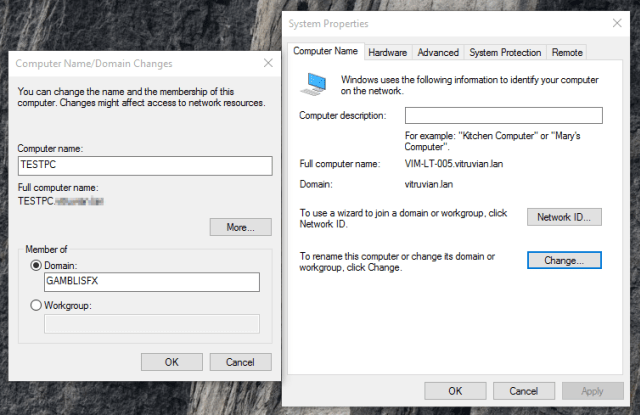 Computer Name/Domain Changes
You can change the name and the membership of this
computer. Changes might affect access to network resources.
Computer name:
TESTPC
Full computer name:
TESTPC.
More...
Member of
Domain:
GAMBLISFX
Workgroup:
OK
Cancel
System Properties
Computer Name
Hardware
Advanced
System Protection
Remote
Windows uses the following information to identify your computer
on the network.
Computer description:
For example: "Kitchen Computer" or "Mary's
Computer".
Full computer name:
VIM-LT-005.vitruvian.lan
Domain:
vitruvian.lan
To use a wizard to join a domain or workgroup, click
Network ID.
Network ID...
To rename this computer or change its domain or
workgroup, click Change.
Change...
OK
Cancel
Apply